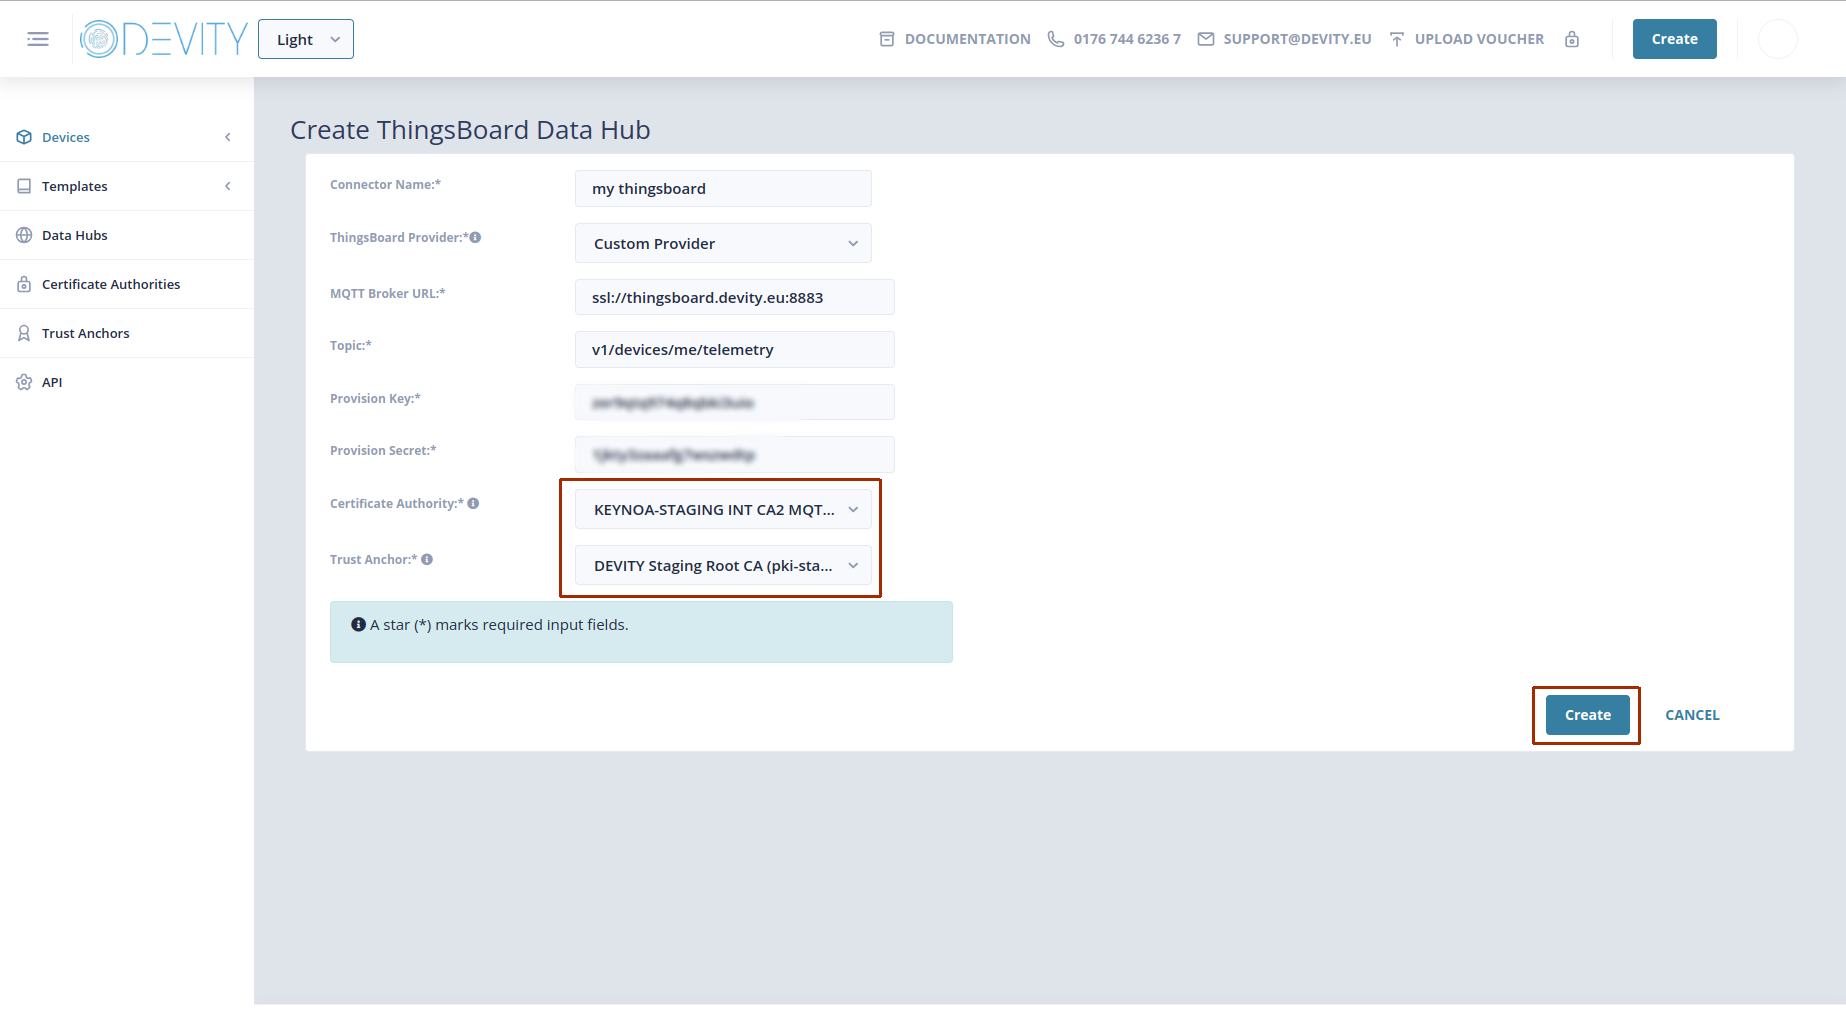 DEVITY
Light
DOCUMENTATION
0176 744 6236 7
SUPPORT@DEVITY.EU
UPLOAD VOUCHER
Create
Devices
Templates
Data Hubs
Certificate Authorities
Trust Anchors
API
Create ThingsBoard Data Hub
Connector Name:* my thingsboard
ThingsBoard Provider:* Custom Provider
MQTT Broker URL:* ssl://thingsboard.devity.eu:8883
Topic:* v1/devices/me/telemetry
Provision Key:*
Provision Secret:*
Certificate Authority:* KEYNOA-STAGING INT CA2 MQT...
Trust Anchor:* DEVITY Staging Root CA (pki-sta...
A star (*) marks required input fields.
Create CANCEL